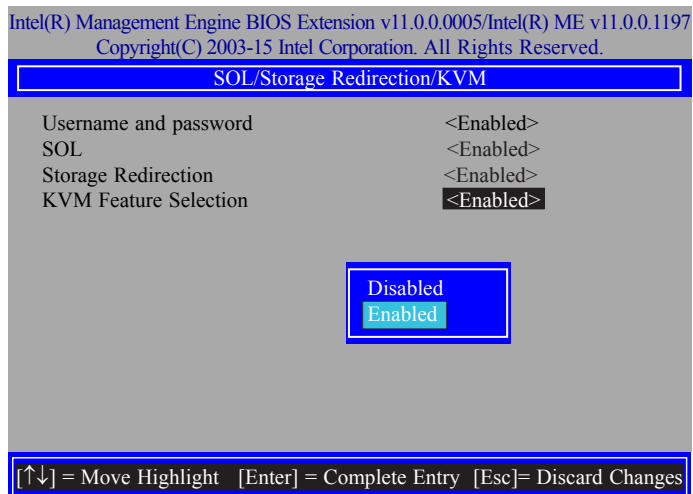 Intel(R) Management Engine BIOS Extension v11.0.0.0005/Intel(R) ME v11.0.0.1197
Copyright(C) 2003-15 Intel Corporation. All Rights Reserved.
SOL/Storage Redirection/KVM
Username and password <Enabled>
SOL <Enabled>
Storage Redirection <Enabled>
KVM Feature Selection <Enabled>
Disabled
Enabled
[↑↓] = Move Highlight [Enter] = Complete Entry [Esc]= Discard Changes